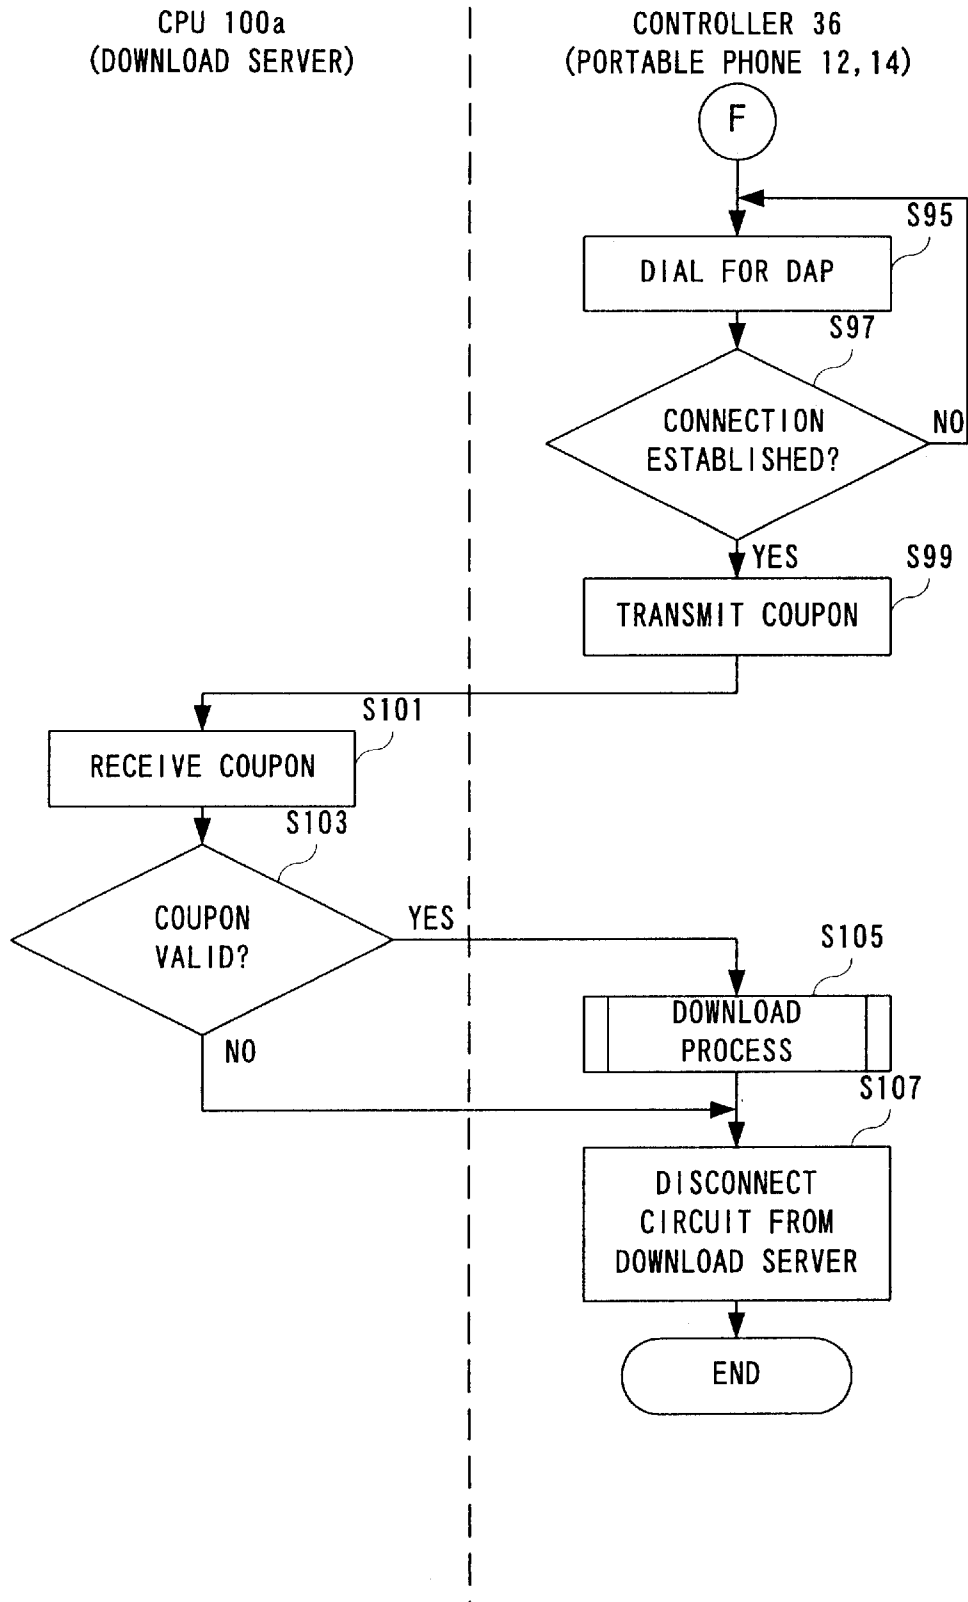 CPU 100a
(DOWNLOAD SERVER)
CONTROLLER 36
(PORTABLE PHONE 12,14)
F
S95
DIAL FOR DAP
S97
CONNECTION
ESTABLISHED?
NO
YES
S99
TRANSMIT COUPON
S101
RECEIVE COUPON
S103
COUPON
VALID?
YES
NO
S105
DOWNLOAD
PROCESS
S107
DISCONNECT
CIRCUIT FROM
DOWNLOAD SERVER
END